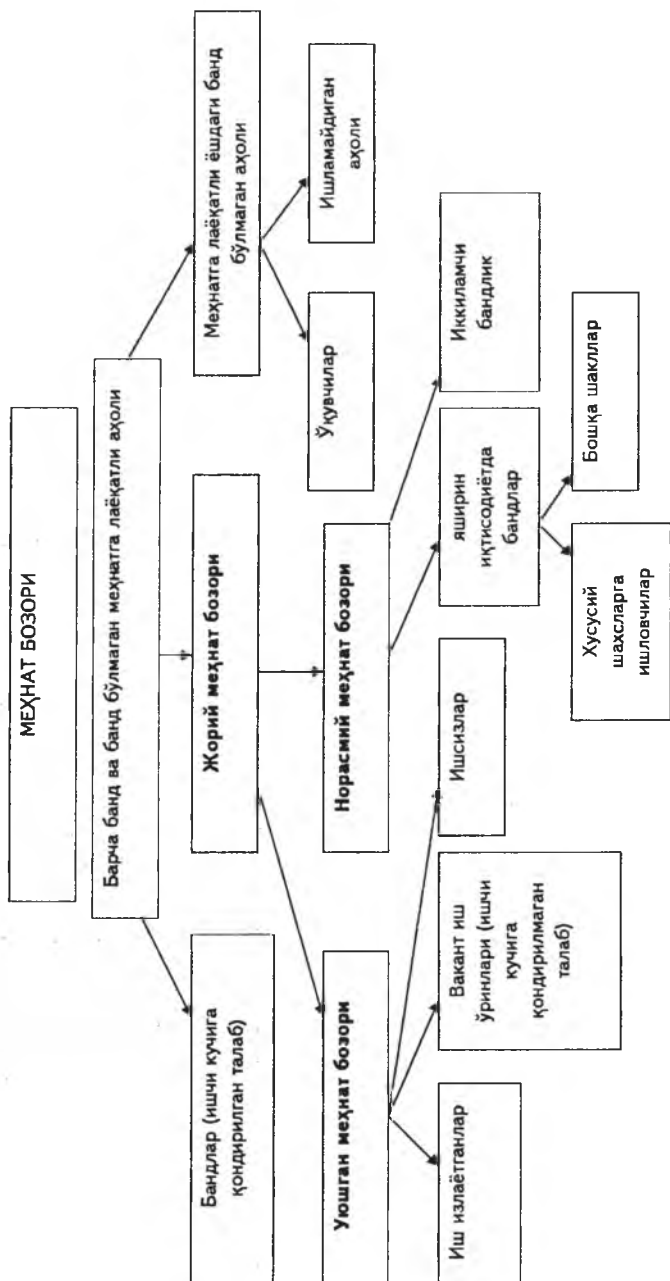 МЕҲНАТ БОЗОРИ
Барча банд ва банд бўлмаган меҳнатга лаёқатли аҳоли
Бандлар (ишчи кучига
қондирилган талаб)
Жорий меҳнат бозори
Меҳнатга лаёқатли ёшдаги банд
бўлмаган аҳоли
Уюшган меҳнат бозори
Норасмий меҳнат бозори
Ўқувчилар
Ишламайдиган
аҳоли
Иш излаётганлар
Вакант иш
ўринлари (ишчи
кучига
қондирилмаган
талаб)
Ишсизлар
яширин
иқтисодиётда
бандлар
Иккиламчи
бандлик
Хусусий
шахсларга
ишловчилар
Бошқа шакллар